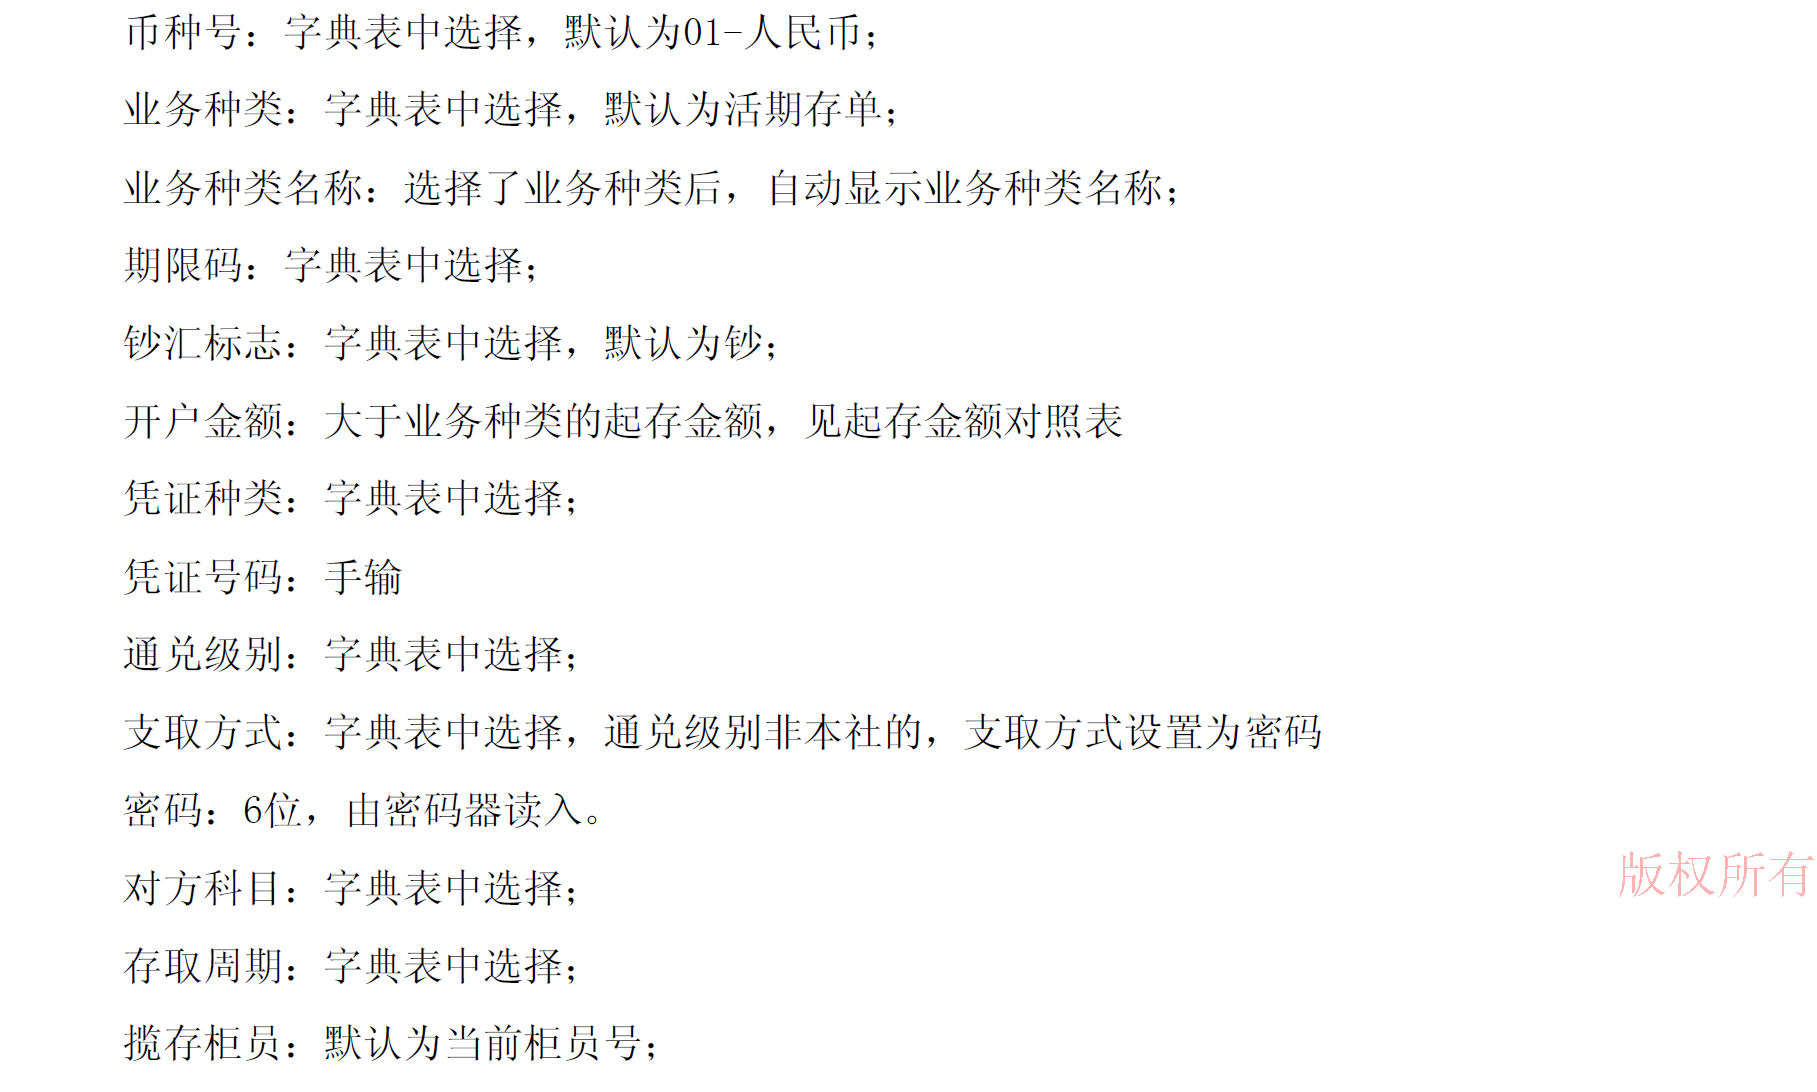 币种号：字典表中选择，默认为01-人民币；
业务种类：字典表中选择，默认为活期存单；
业务种类名称：选择了业务种类后，自动显示业务种类名称；
期限码：字典表中选择；
钞汇标志：字典表中选择，默认为钞；
开户金额：大于业务种类的起存金额，见起存金额对照表
凭证种类：字典表中选择；
凭证号码：手输
通兑级别：字典表中选择；
支取方式：字典表中选择，通兑级别非本社的，支取方式设置为密码
密码：6位，由密码器读入。
对方科目：字典表中选择；
版权所有
存取周期：字典表中选择；
揽存柜员：默认为当前柜员号；